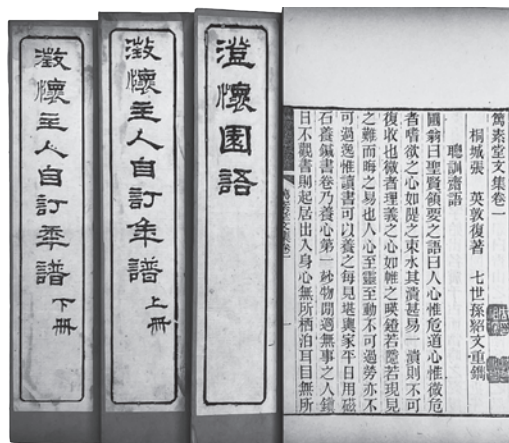 篤素堂文集卷一
桐城張　英敦復著　七世孫紹文重鐫
聰訓齋語
圃翁曰聖賢領要之語曰人心惟危道心惟微危
者嗜欲之心如隄之束水其潰甚易一潰則不可
復收也微者理義之心如帷之暎鐙若隱若現見
之難而晦之易也人心至靈至動不可過勞亦不
可過逸惟讀書可以養之每見堪輿家平日用磁
石養鍼書卷乃養心第一妙物閒適無事之人鎮
日不觀書則起居出入身心無所栖泊耳目無所
澄懷園語
澂懷主人自訂年譜 上冊
澂懷主人自訂年譜 下冊